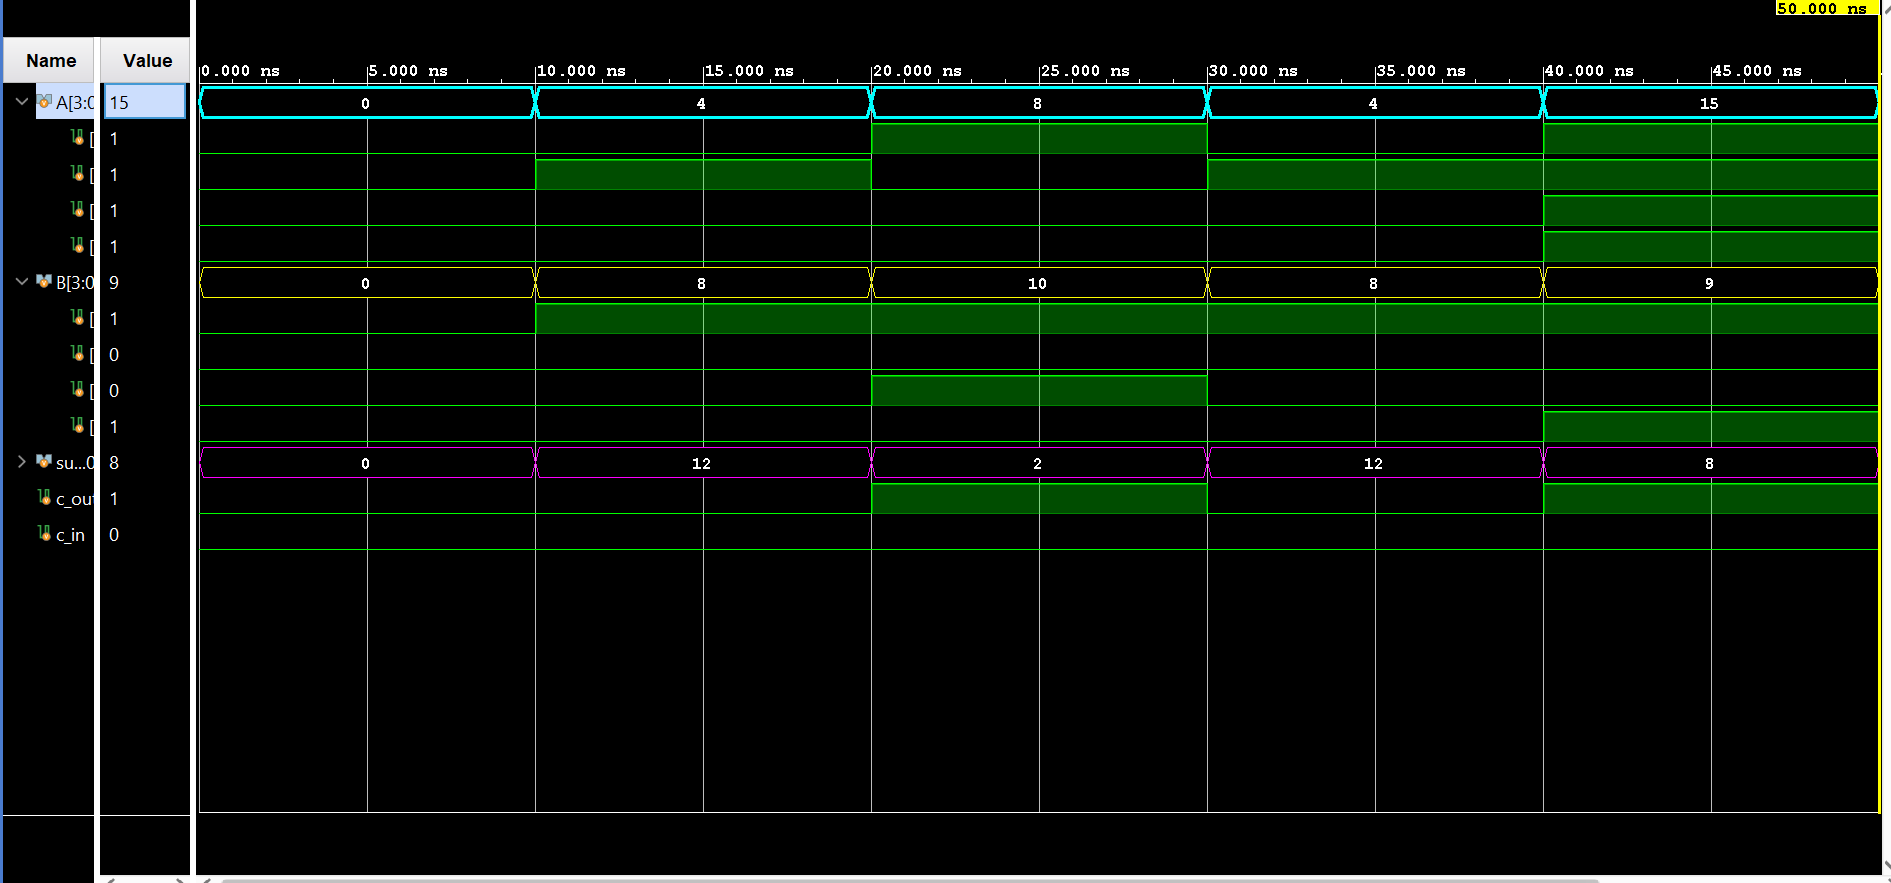 50.000 ns
Name Value
0.000 ns 5.000 ns 10.000 ns 15.000 ns 20.000 ns 25.000 ns 30.000 ns 35.000 ns 40.000 ns 45.000 ns
A[3:0 15 0 4 8 4 15
[ 1
[ 1
[ 1
[ 1
B[3:0 9 0 8 10 8 9
[ 1
[ 0
[ 0
[ 1
su...0 8 0 12 2 12 8
c_out 1
c_in 0